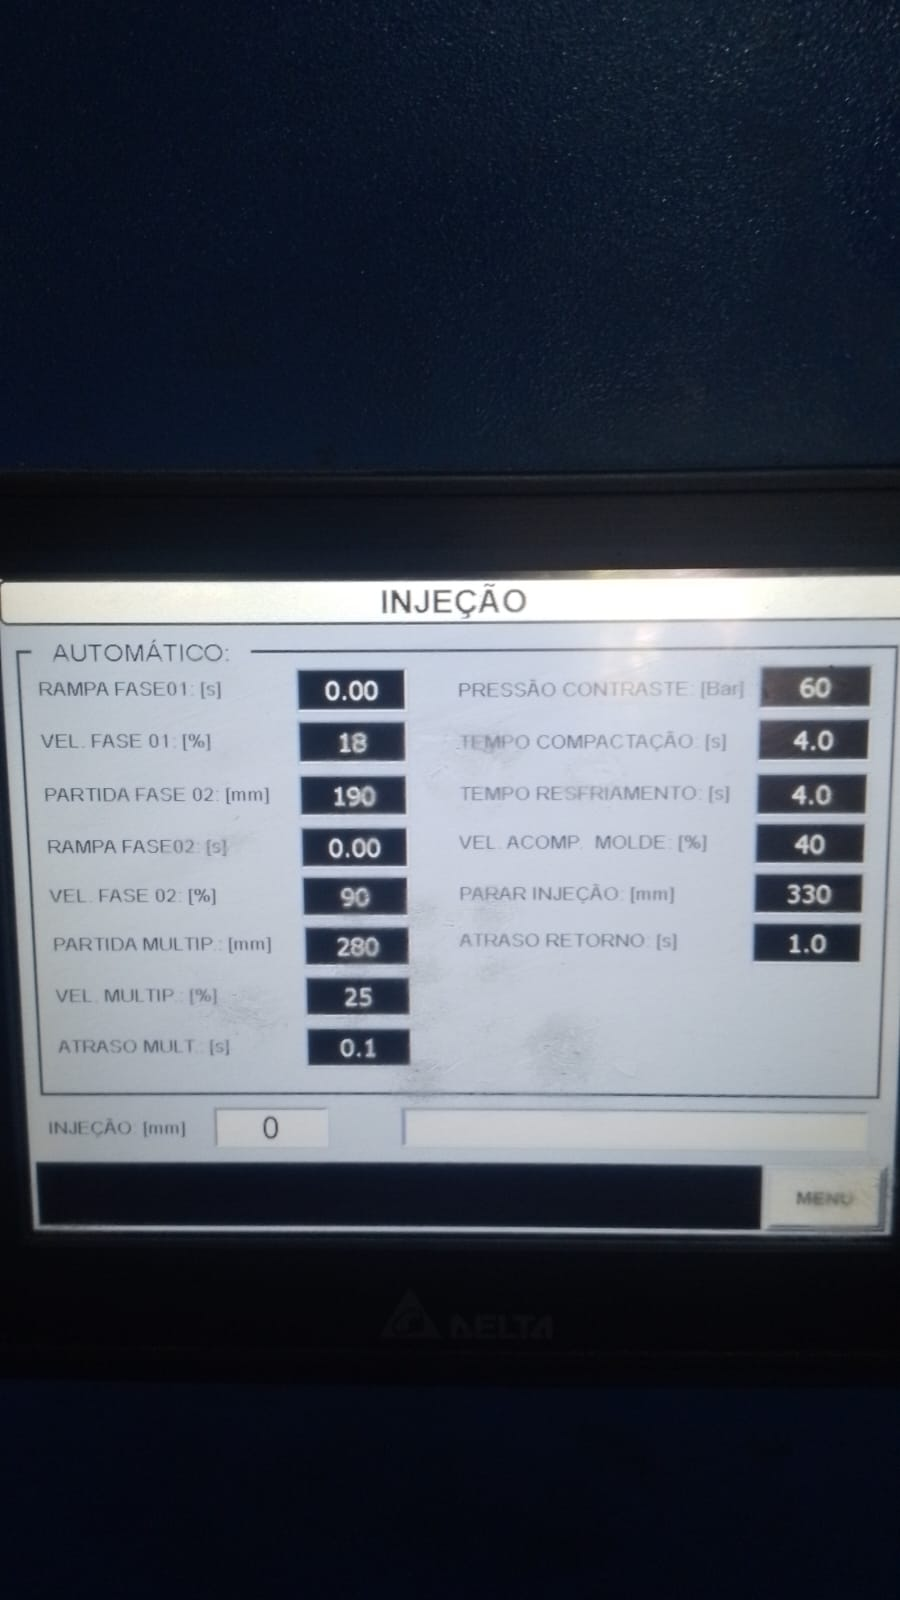 INJEÇÃO
AUTOMÁTICO:
RAMPA FASE01: [s] 0.00
VEL. FASE 01: [%] 18
PARTIDA FASE 02: [mm] 190
RAMPA FASE02: [s] 0.00
VEL. FASE 02: [%] 90
PARTIDA MULTIP.: [mm] 280
VEL. MULTIP.: [%] 25
ATRASO MULT.: [s] 0.1
PRESSÃO CONTRASTE: [Bar] 60
TEMPO COMPACTAÇÃO: [s] 4.0
TEMPO RESFRIAMENTO: [s] 4.0
VEL. ACOMP. MOLDE: [%] 40
PARAR INJEÇÃO: [mm] 330
ATRASO RETORNO: [s] 1.0
INJEÇÃO: [mm] 0
MENU
DELTA